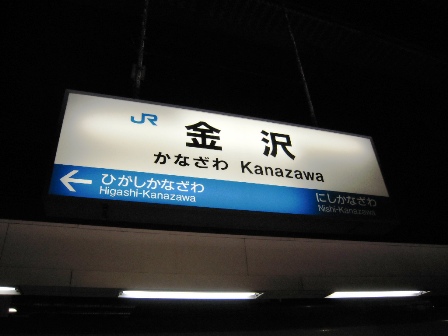 JR
金沢
かなざわ Kanazawa
ひがしかなざわ
Higashi-Kanazawa
にしかなざわ
Nishi-Kanazawa